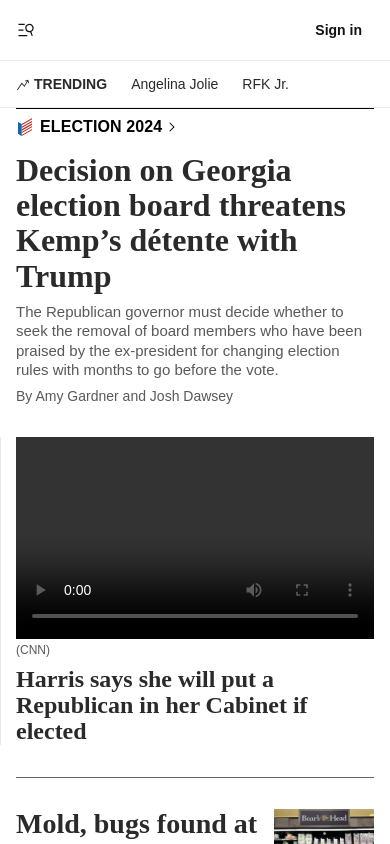 Sign in
TRENDING Angelina Jolie RFK Jr.
ELECTION 2024
Decision on Georgia
election board threatens
Kemp’s détente with
Trump
The Republican governor must decide whether to
seek the removal of board members who have been
praised by the ex-president for changing election
rules with months to go before the vote.
By Amy Gardner and Josh Dawsey
0:00
(CNN)
Harris says she will put a
Republican in her Cabinet if
elected
Mold, bugs found at
Boar's Head